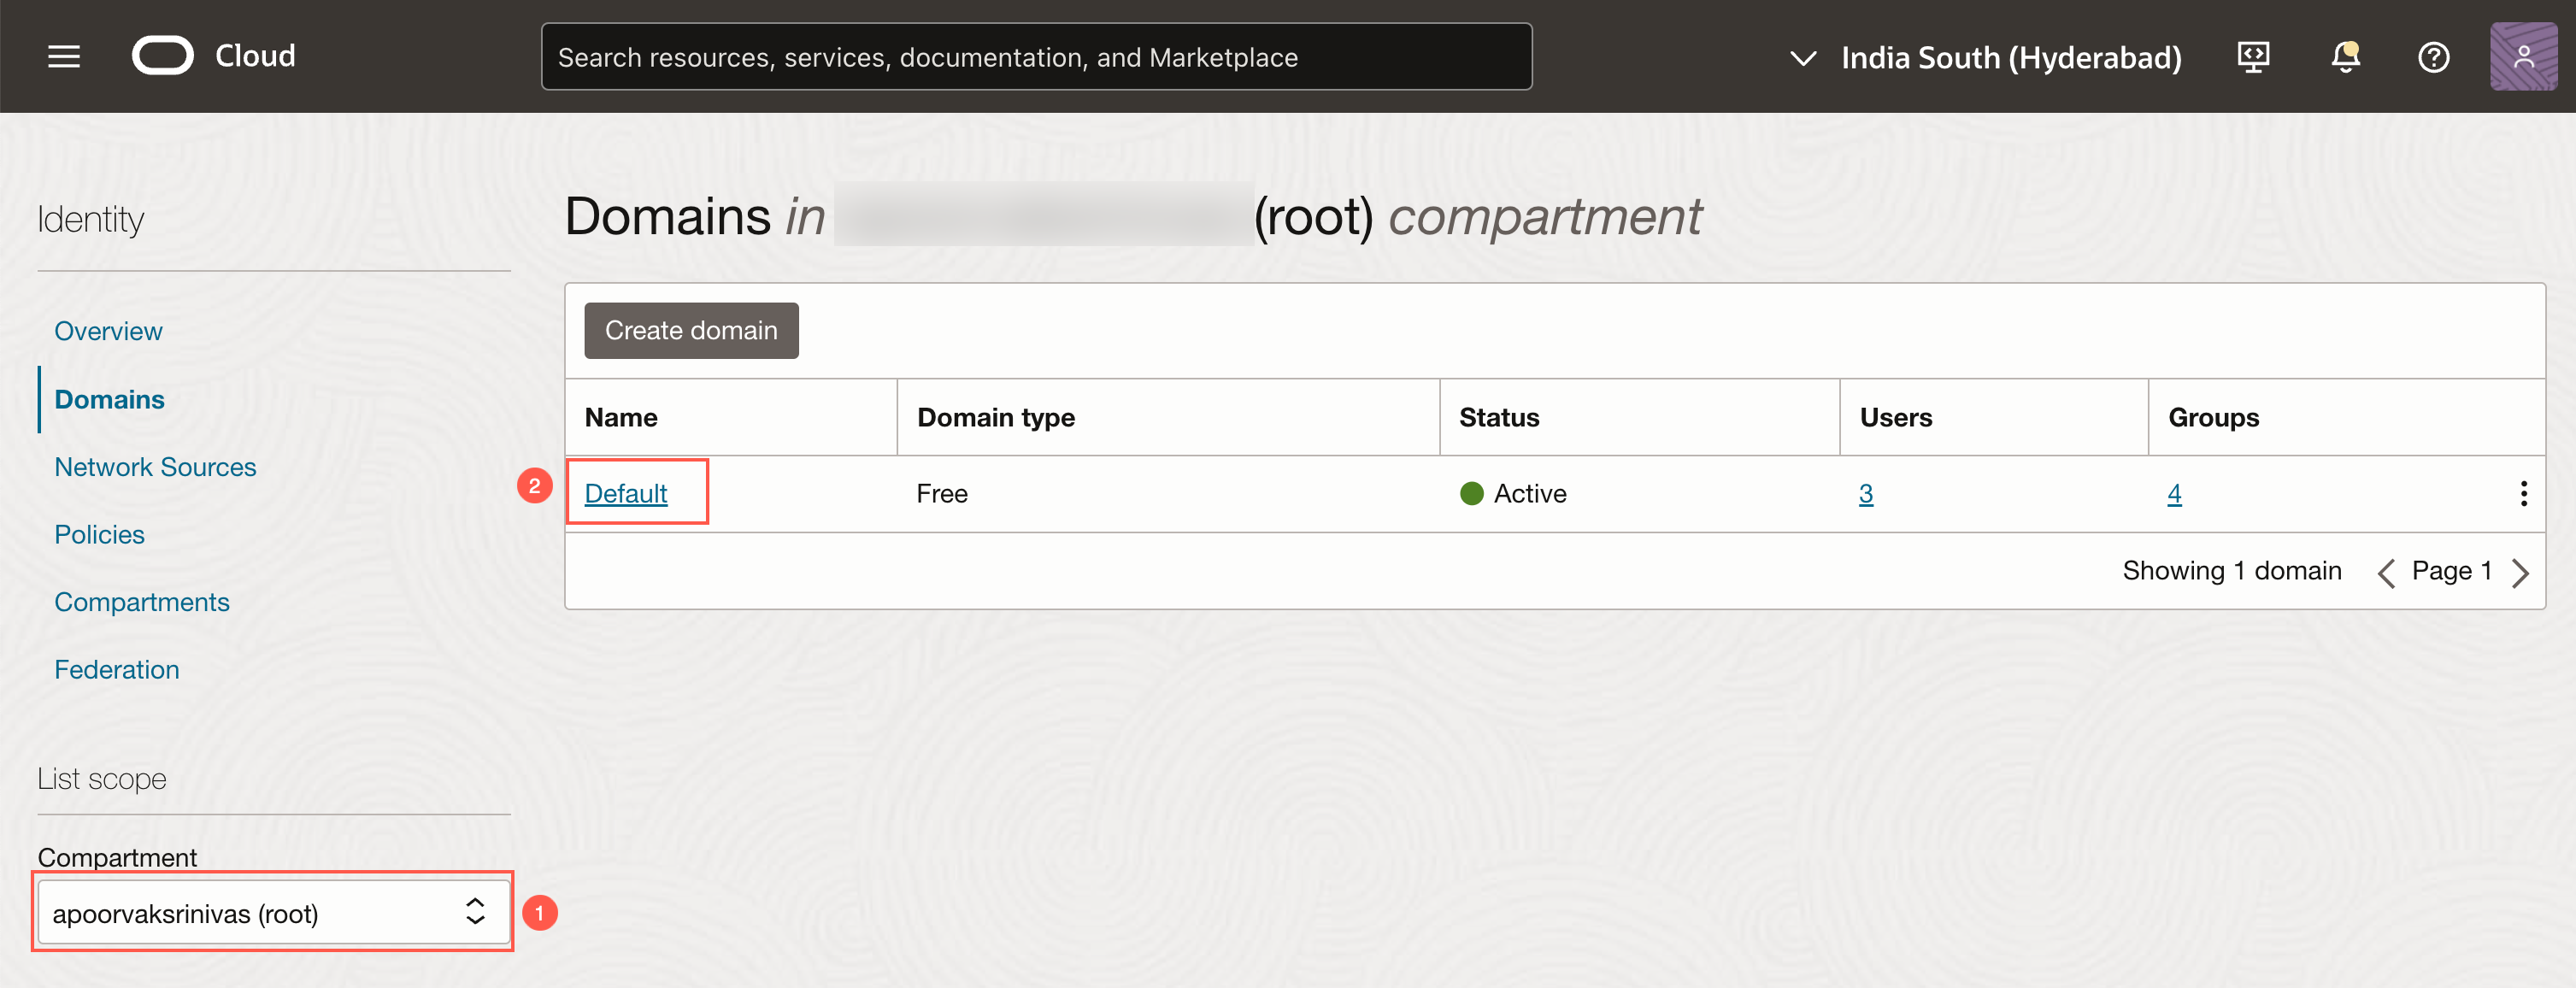 Cloud
Search resources, services, documentation, and Marketplace
India South (Hyderabad)
Identity
Overview
Domains
Network Sources
Policies
Compartments
Federation
List scope
Compartment
apoorvaksrinivas (root)
1
Domains in (root) compartment
Create domain
Name Domain type Status Users Groups
2 Default Free Active 3 4
Showing 1 domain Page 1